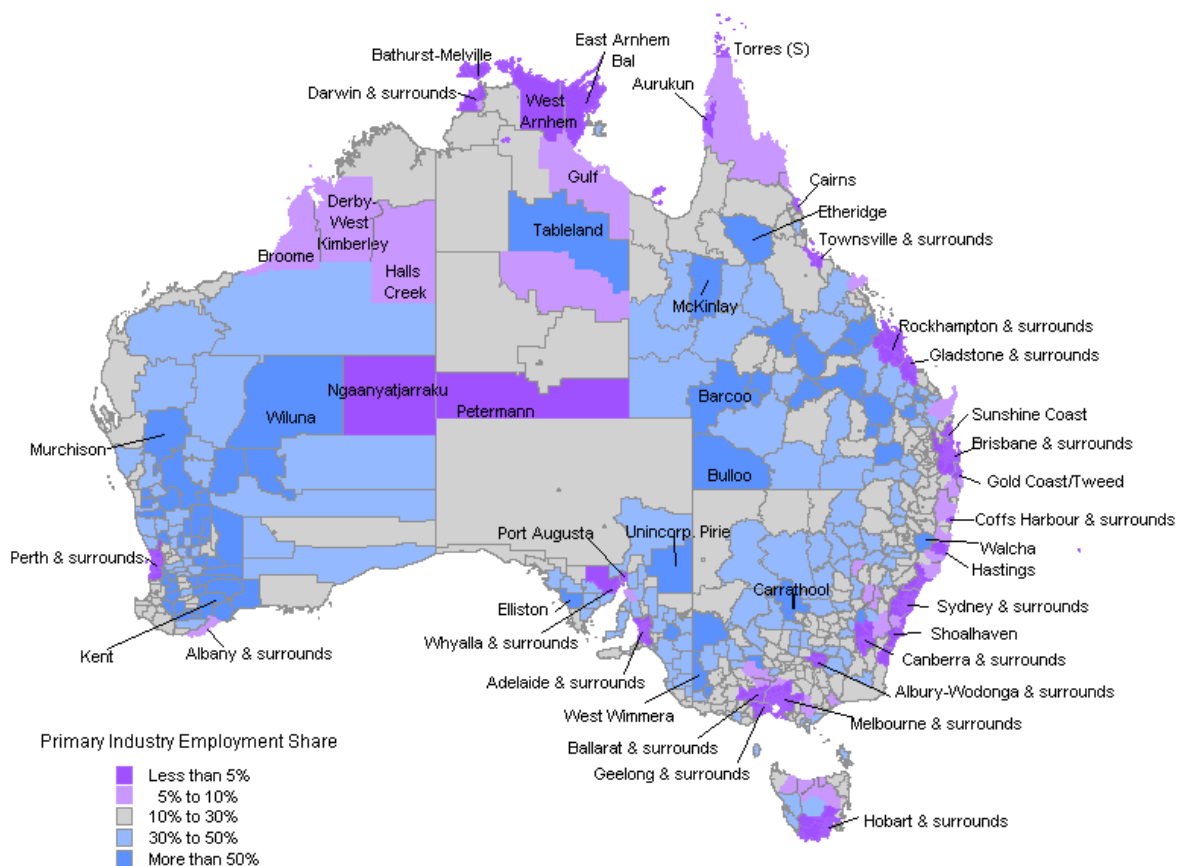 Bathurst-Melville
East Arnhem
Bal
Torres (S)
Darwin & surrounds
Aurukun
West
Arnhem
Gulf
Cairns
Etheridge
Derby-
West
Kimberley
Tableland
Townsville & surrounds
Broome
Halls
Creek
McKinlay
Rockhampton & surrounds
Gladstone & surrounds
Ngaanyatjarraku
Petermann
Barcoo
Wiluna
Sunshine Coast
Murchison
Brisbane & surrounds
Bulloo
Gold Coast/Tweed
Coffs Harbour & surrounds
Port Augusta
Unincorp. Pirie
Walcha
Perth & surrounds
Hastings
Carrathool
Elliston
Sydney & surrounds
Whyalla & surrounds
Shoalhaven
Kent
Albany & surrounds
Canberra & surrounds
Adelaide & surrounds
Albury-Wodonga & surrounds
West Wimmera
Melbourne & surrounds
Ballarat & surrounds
Geelong & surrounds
Primary Industry Employment Share
Less than 5%
5% to 10%
10% to 30%
30% to 50%
More than 50%
Hobart & surrounds